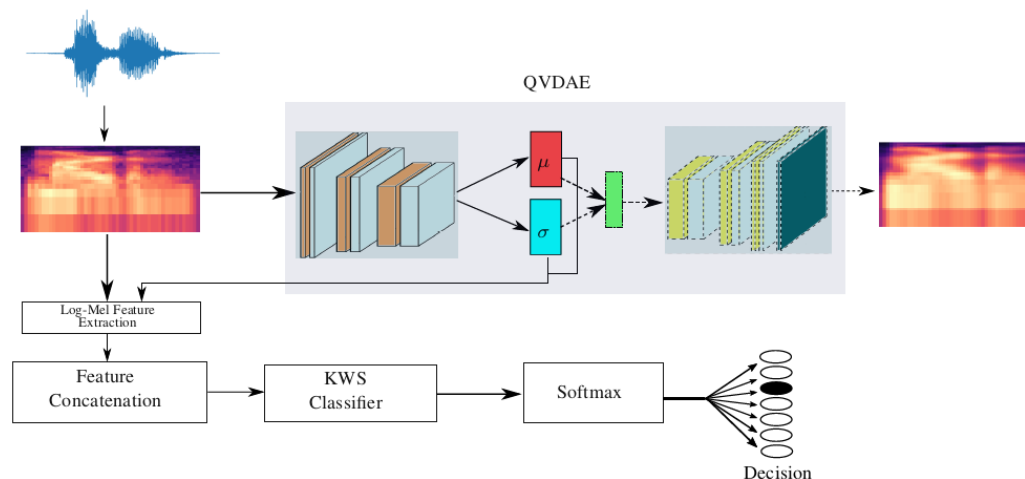 QVDAE
μ
σ
Log-Mel Feature
Extraction
Feature
Concatenation
KWS
Classifier
Softmax
Decision